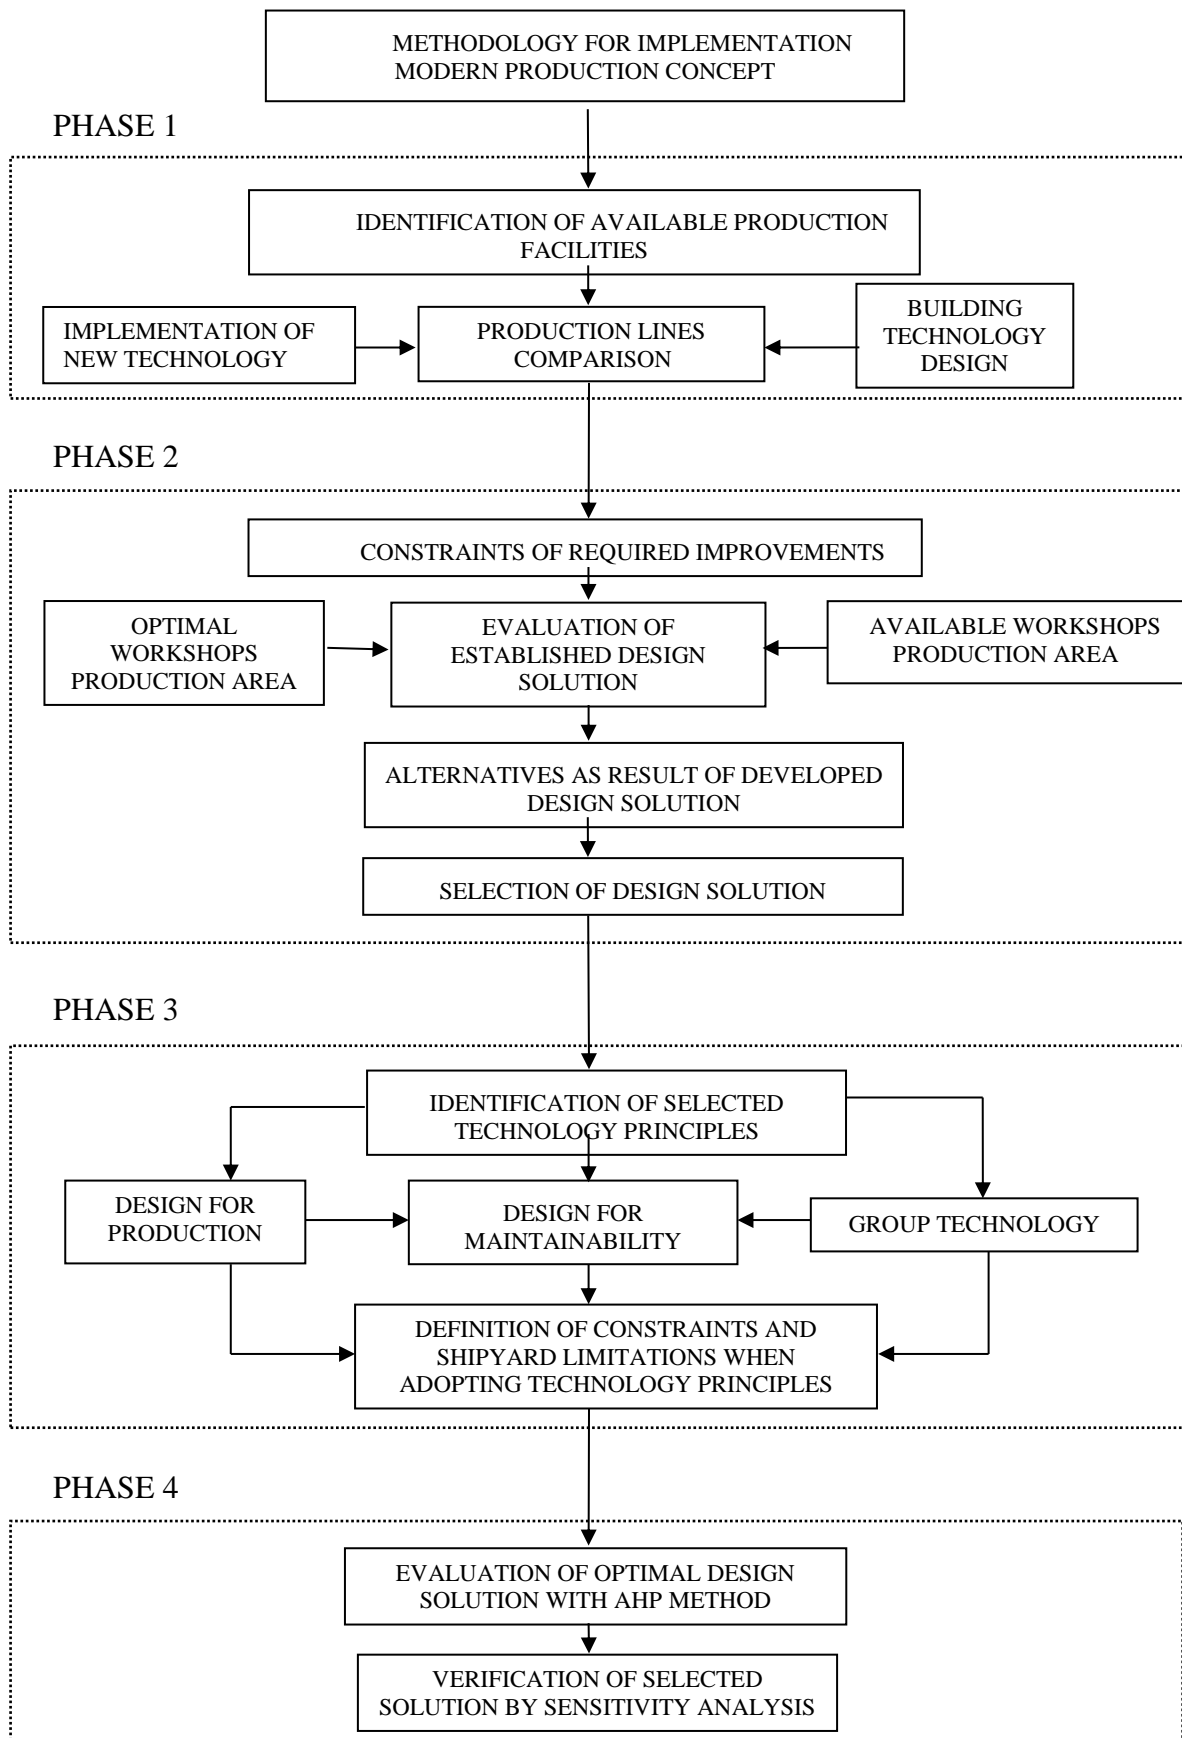 METHODOLOGY FOR IMPLEMENTATION
MODERN PRODUCTION CONCEPT
PHASE 1
IDENTIFICATION OF AVAILABLE PRODUCTION
FACILITIES
IMPLEMENTATION OF
NEW TECHNOLOGY
PRODUCTION LINES
COMPARISON
BUILDING
TECHNOLOGY
DESIGN
PHASE 2
CONSTRAINTS OF REQUIRED IMPROVEMENTS
OPTIMAL
WORKSHOPS
PRODUCTION AREA
EVALUATION OF
ESTABLISHED DESIGN
SOLUTION
AVAILABLE WORKSHOPS
PRODUCTION AREA
ALTERNATIVES AS RESULT OF DEVELOPED
DESIGN SOLUTION
SELECTION OF DESIGN SOLUTION
PHASE 3
IDENTIFICATION OF SELECTED
TECHNOLOGY PRINCIPLES
DESIGN FOR
PRODUCTION
DESIGN FOR
MAINTAINABILITY
GROUP TECHNOLOGY
DEFINITION OF CONSTRAINTS AND
SHIPYARD LIMITATIONS WHEN
ADOPTING TECHNOLOGY PRINCIPLES
PHASE 4
EVALUATION OF OPTIMAL DESIGN
SOLUTION WITH AHP METHOD
VERIFICATION OF SELECTED
SOLUTION BY SENSITIVITY ANALYSIS